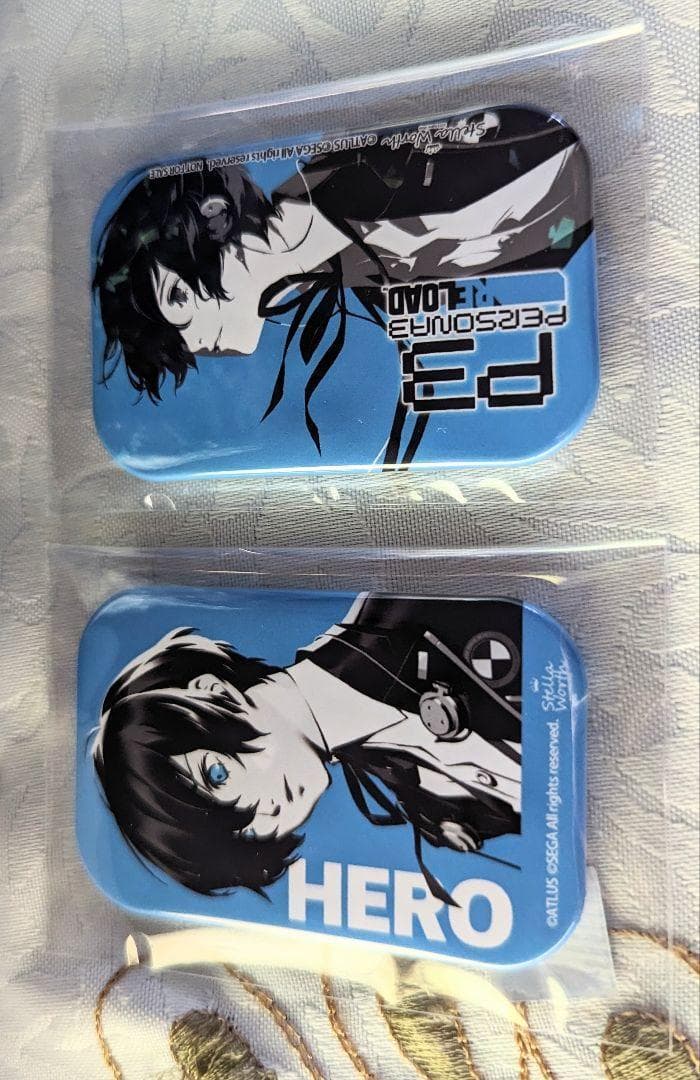 Stella Worth ©ATLUS ©SEGA All rights reserved. NOT FOR SALE
P3
PERSONA3
RELOAD.
HERO
Stella
Worth
©ATLUS ©SEGA All rights reserved.